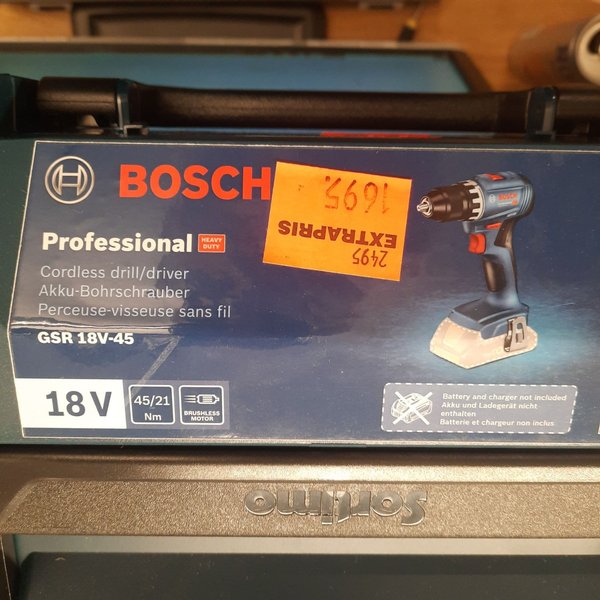 BOSCH
1695:
EXTRAPRIS
2495
Professional HEAVY DUTY
Cordless drill/driver
Akku-Bohrschrauber
Perceuse-visseuse sans fil
GSR 18V-45
BOSCH
18 V
45/21
Nm
BRUSHLESS
MOTOR
Battery and charger not included
Akku und Ladegerät nicht
enthalten
Batterie et chargeur non inclus
Sortimo